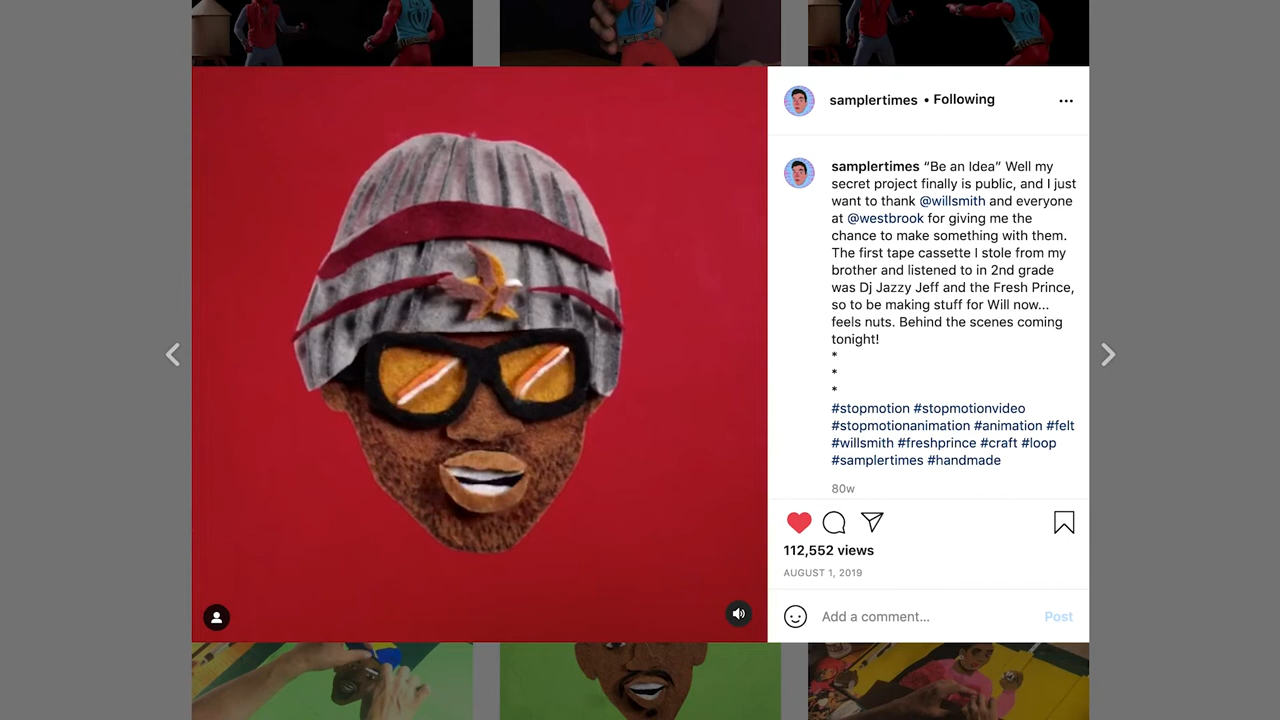 samplertimes • Following
samplertimes “Be an Idea” Well my
secret project finally is public, and I just
want to thank @willsmith and everyone
at @westbrook for giving me the
chance to make something with them.
The first tape cassette I stole from my
brother and listened to in 2nd grade
was Dj Jazzy Jeff and the Fresh Prince,
so to be making stuff for Will now...
feels nuts. Behind the scenes coming
tonight!
*
*
*
#stopmotion #stopmotionvideo
#stopmotionanimation #animation #felt
#willsmith #freshprince #craft #loop
#samplertimes #handmade
80w
112,552 views
AUGUST 1, 2019
Add a comment... Post